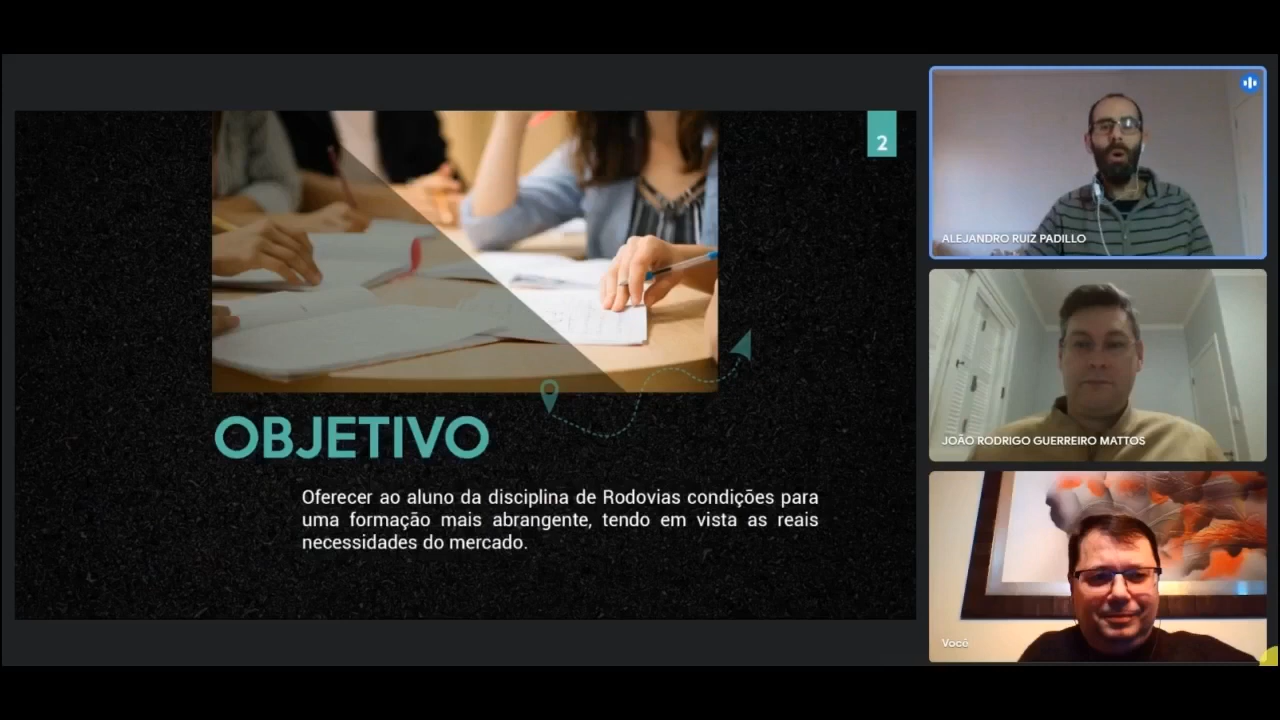 2
OBJETIVO
Oferecer ao aluno da disciplina de Rodovias condições para
uma formação mais abrangente, tendo em vista as reais
necessidades do mercado.
ALEJANDRO RUIZ PADILLO
JOÃO RODRIGO GUERREIRO MATTOS
Você